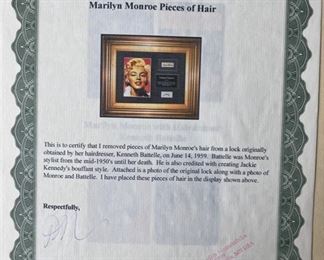 Marilyn Monroe Pieces of Hair
This is to certify that I removed pieces of Marilyn Monroe's hair from a lock originally
obtained by her hairdresser, Kenneth Battelle, on June 14, 1959. Battelle was Monroe's
stylist from the mid-1950's until her death. He is also credited with creating Jackie
Kennedy's bouffant style. Attached is a photo of the original lock along with a photo of
Monroe and Battelle. I have placed these pieces of hair in the display shown above.
Respectfully,